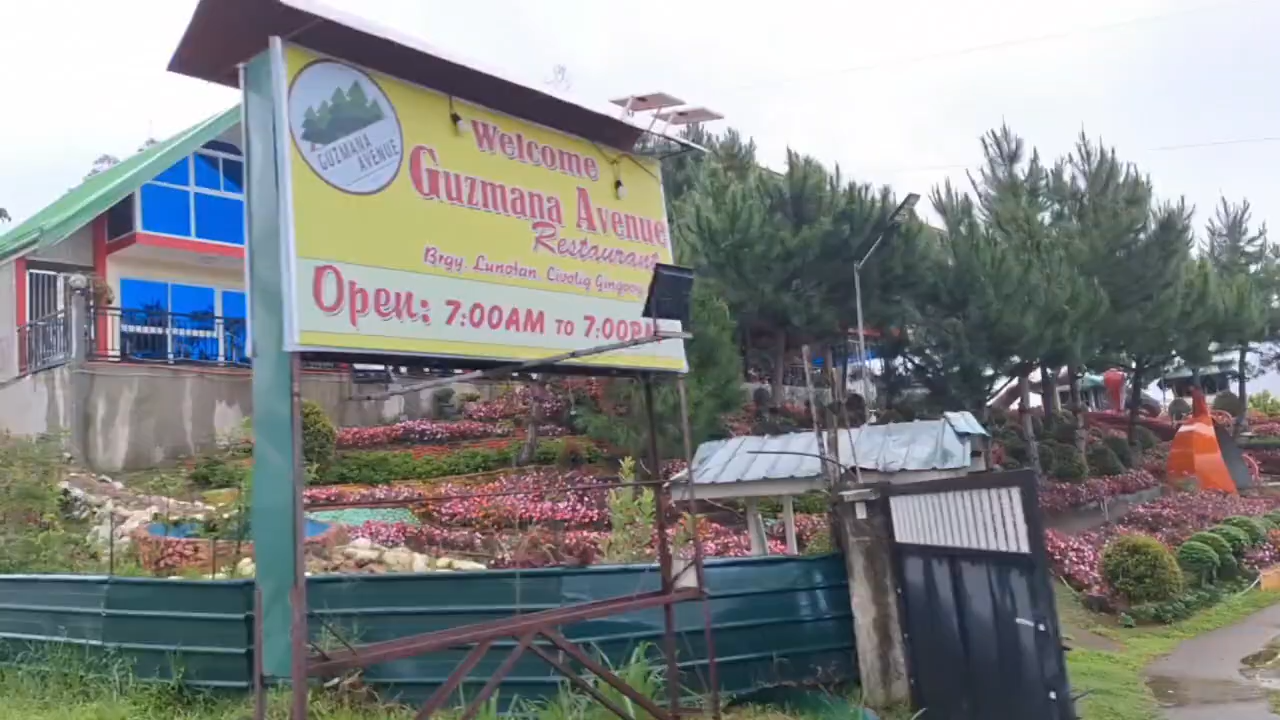 GUZMANA
AVENUE
Welcome
Guzmana Avenue
Restaurant
Brgy. Lunotan Civolig Gingoog
Open: 7:00AM TO 7:00PM